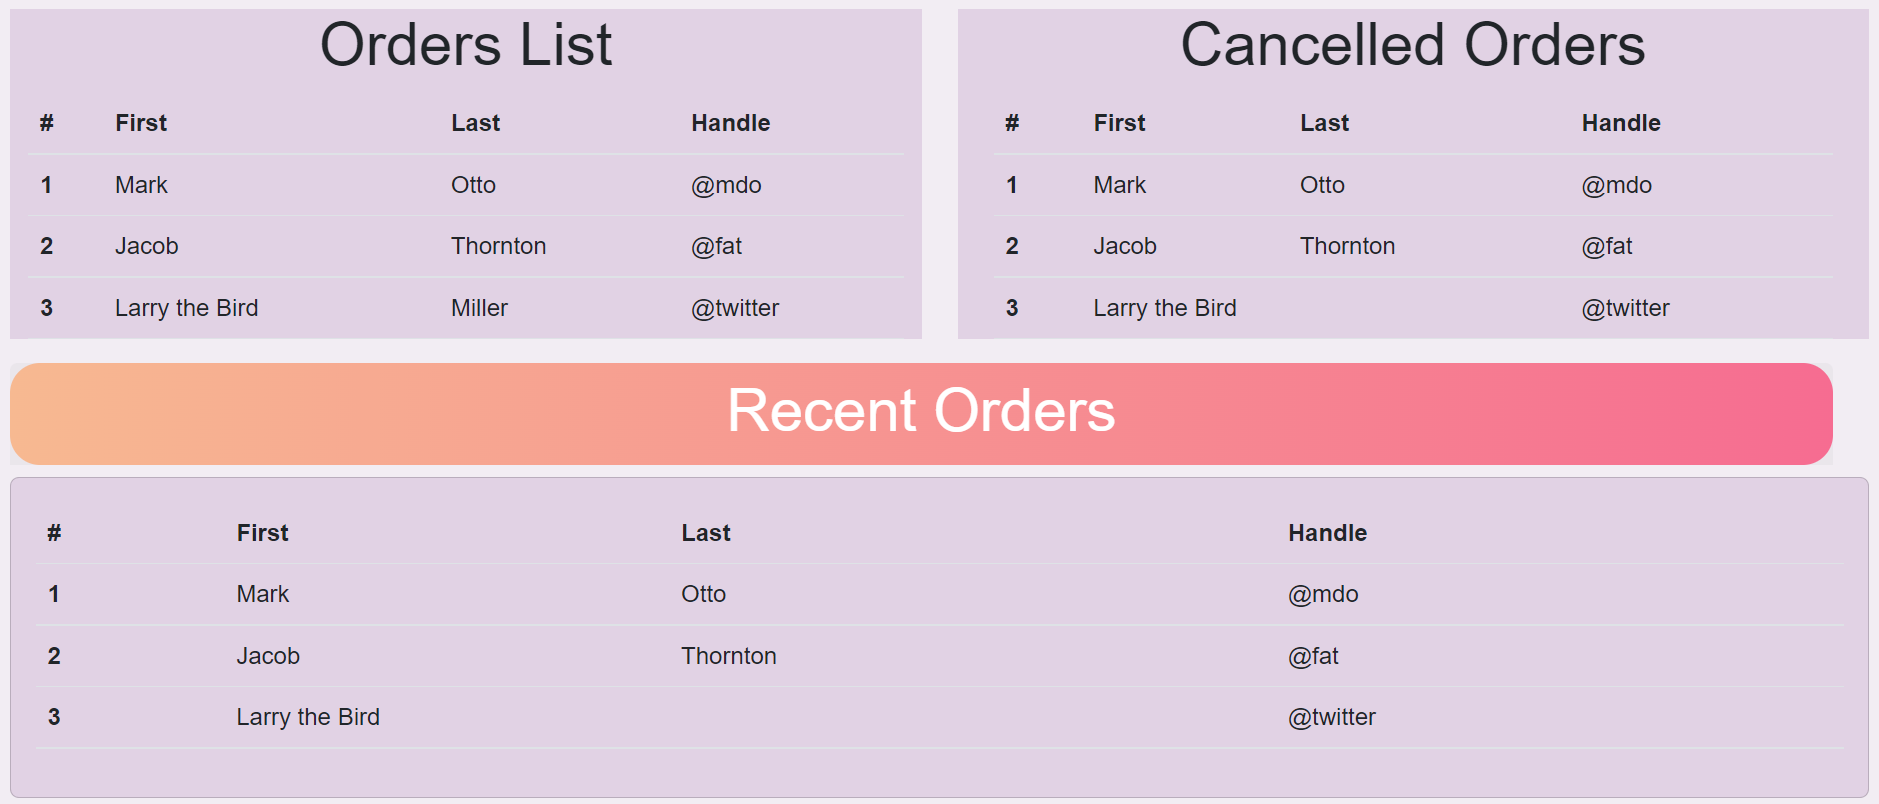 Orders List
# First Last Handle
1 Mark Otto @mdo
2 Jacob Thornton @fat
3 Larry the Bird Miller @twitter
Cancelled Orders
# First Last Handle
1 Mark Otto @mdo
2 Jacob Thornton @fat
3 Larry the Bird @twitter
Recent Orders
# First Last Handle
1 Mark Otto @mdo
2 Jacob Thornton @fat
3 Larry the Bird @twitter